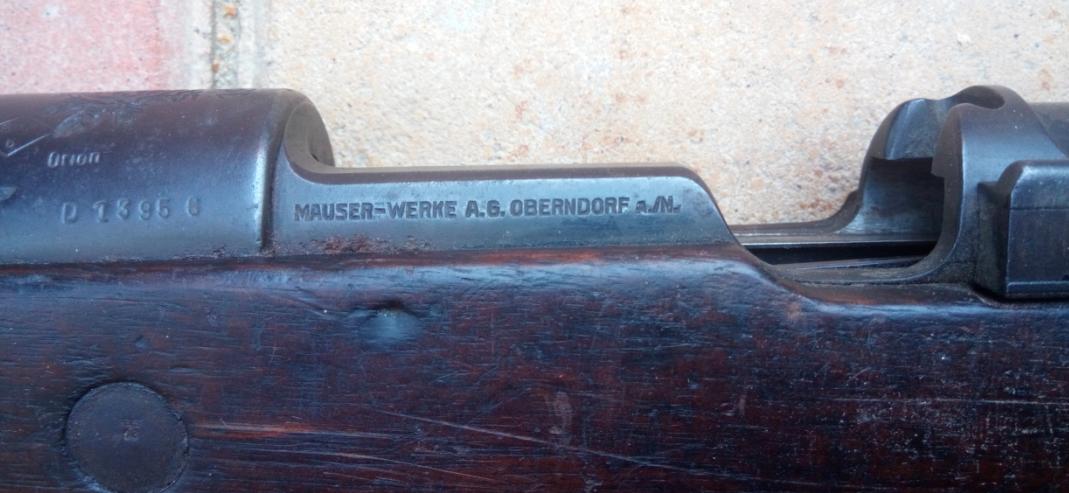 Orion
D 1395 G
MAUSER-WERKE A.G. OBERNDORF a./N.